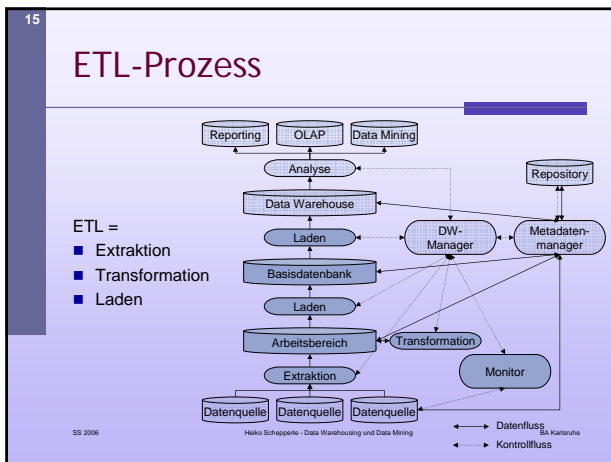 15
ETL-Prozess
Reporting OLAP Data Mining
Analyse
Repository
Data Warehouse
ETL =
Extraktion
Transformation
Laden
Laden
DW-
Manager
Metadaten-
manager
Basisdatenbank
Laden
Arbeitsbereich
Transformation
Extraktion
Monitor
Datenquelle Datenquelle Datenquelle
SS 2006
Heiko Schepperle - Data Warehousing und Data Mining
Datenfluss
BA Karlsruhe
Kontrollfluss